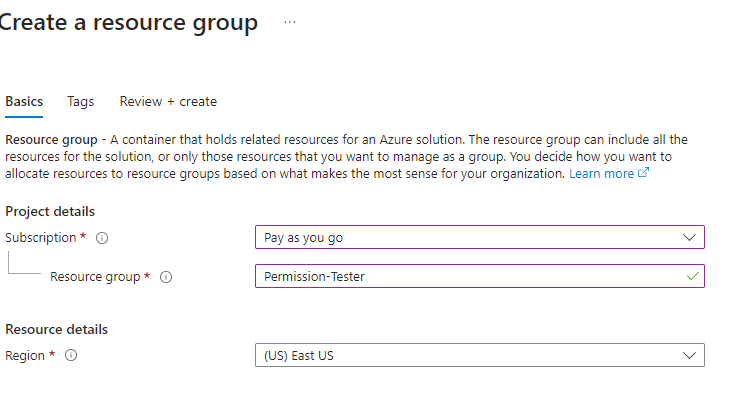 Create a resource group ...
Basics Tags Review + create
Resource group - A container that holds related resources for an Azure solution. The resource group can include all the
resources for the solution, or only those resources that you want to manage as a group. You decide how you want to
allocate resources to resource groups based on what makes the most sense for your organization. Learn more
Project details
Subscription * Pay as you go
Resource group * Permission-Tester
Resource details
Region * (US) East US